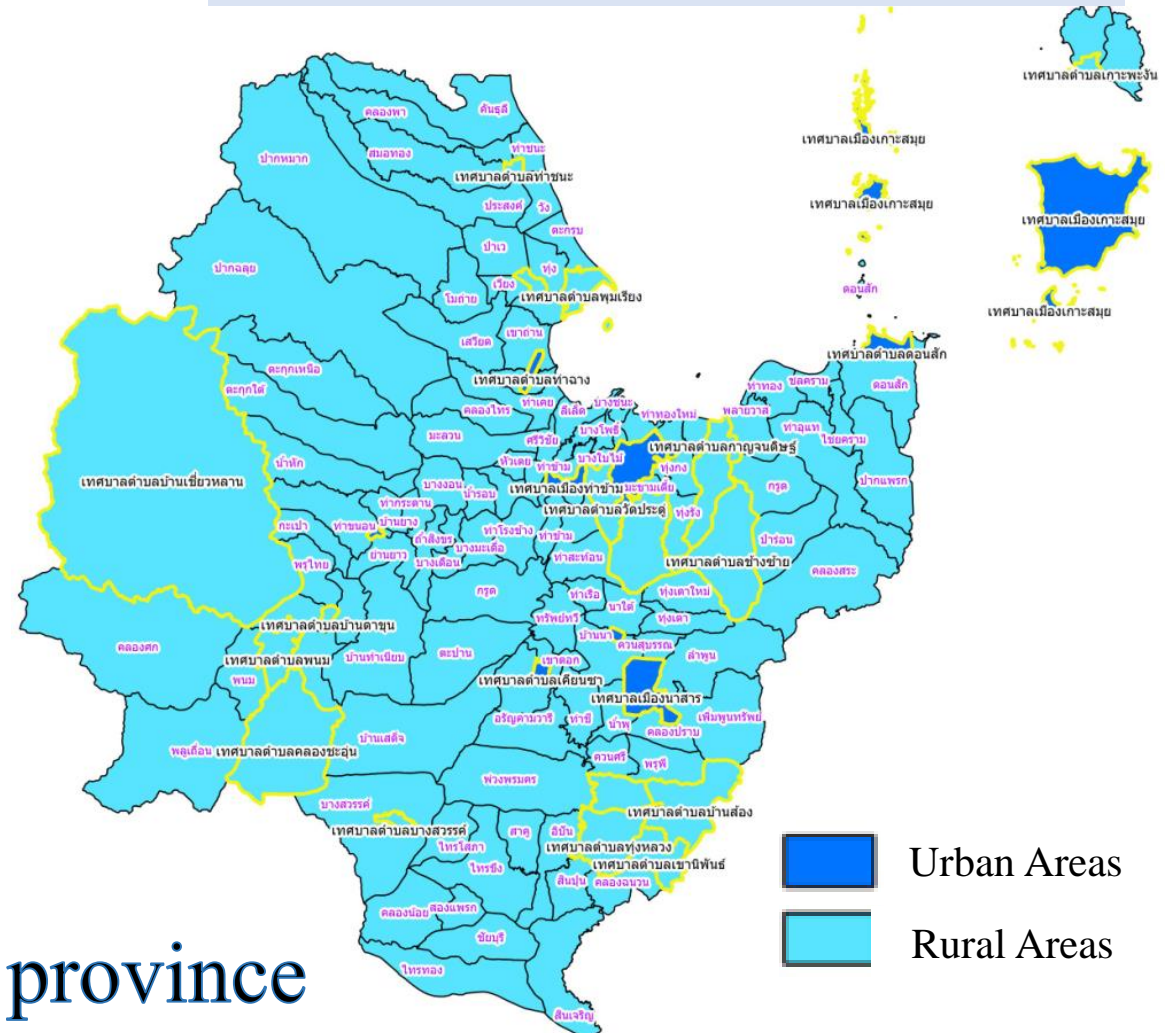 เทศบาลตำบลเกาะพะงัน
คันธุลี
คลองพา
เทศบาลเมืองเกาะสมุย
ท่าชนะ
สมอทอง
ปากหมาก
เทศบาลตำบลท่าชนะ
เทศบาลเมืองเกาะสมุย
ประสงค์
วัง
เทศบาลเมืองเกาะสมุย
ตะกรบ
ป่าเว
ทุ่ง
ปากฉลุย
เวียง
ดอนสัก
โมถ่าย
เทศบาลตำบลพุมเรียง
เทศบาลเมืองเกาะสมุย
เขาถ่าน
เสวียด
เทศบาลตำบลดอนสัก
ตะกุกเหนือ
เทศบาลตำบลท่าฉาง
ท่าทอง
ชลคราม
ดอนสัก
ตะกุกใต้
ท่าเคย
ลีเล็ด
บางชนะ
คลองไทร
ท่าทองใหม่
พลายวาส
ท่าอุแท
ไชยคราม
มะลวน
ศรีวิชัย
บางโพธิ์
เทศบาลตำบลกาญจนดิษฐ์
หัวเตย
ท่าข้าม
บางใบไม้
ทุ่งกง
น้ำหัก
เทศบาลตำบลบ้านเชี่ยวหลาน
บางงอน
น้ำรอบ
เทศบาลเมืองท่าข้าม
มะขามเตี้ย
กรูด
ปากแพรก
ท่ากระดาน
เทศบาลตำบลวัดประดู่
ทุ่งรัง
กะเปา
ท่าขนอน
บ้านยาง
ถ้ำสิงขร
ท่าโรงช้าง
ท่าข้าม
ป่าร่อน
ย่านยาว
บางมะเดื่อ
พรุไทย
บางเดือน
ท่าสะท้อน
เทศบาลตำบลช้างซ้าย
คลองสระ
กรูด
ท่าเรือ
ทุ่งเตาใหม่
นาใต้
ทรัพย์ทวี
ทุ่งเตา
เทศบาลตำบลบ้านตาขุน
บ้านนา
คลองศก
ควนสุบรรณ
ตะปาน
ลำพูน
เทศบาลตำบลพนม
บ้านทำเนียบ
เขาตอก
พนม
เทศบาลตำบลเคียนซา
เทศบาลเมืองนาสาร
อรัญคามวารี
ท่าชี
น้ำพุ
เพิ่มพูนทรัพย์
คลองปราบ
บ้านเสด็จ
พลูเถื่อน
เทศบาลตำบลคลองชะอุ่น
ควนศรี
พรุพี
พ่วงพรมคร
บางสวรรค์
เทศบาลตำบลบ้านส้อง
เทศบาลตำบลบางสวรรค์
สาคู
อิปัน
ไทรโสภา
เทศบาลตำบลทุ่งหลวง
ไทรขึง
เทศบาลตำบลเขานิพันธ์
Urban Areas
สินปุน
คลองฉนวน
คลองน้อย
สองแพรก
ชัยบุรี
Rural Areas
ไทรทอง
province
สินเจริญ